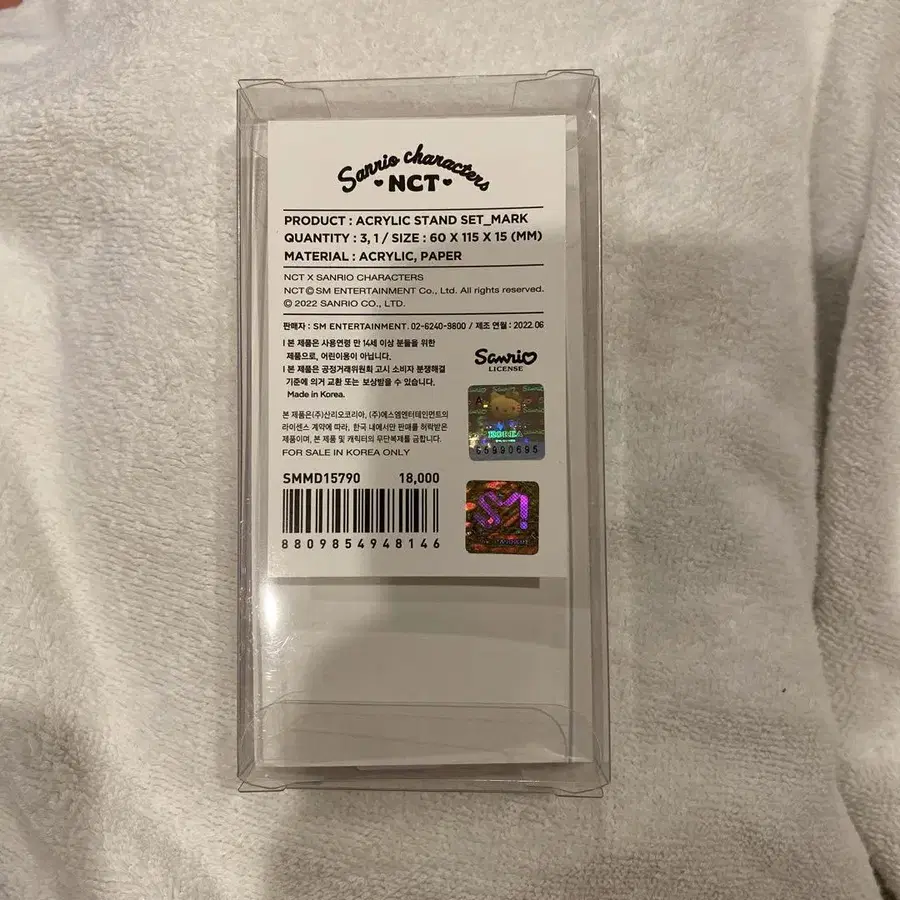 Sanrio characters
NCT
PRODUCT : ACRYLIC STAND SET_MARK
QUANTITY : 3, 1 / SIZE : 60 X 115 X 15 (MM)
MATERIAL : ACRYLIC, PAPER
NCT X SANRIO CHARACTERS
NCT © SM ENTERTAINMENT Co., Ltd. All rights reserved.
© 2022 SANRIO CO., LTD.
판매자 : SM ENTERTAINMENT. 02-6240-9800 / 제조 연월 : 2022.06
I 본 제품은 사용연령 만 14세 이상 분들을 위한
제품으로, 어린이용이 아닙니다.
I 본 제품은 공정거래위원회 고시 소비자 분쟁해결
기준에 의거 교환 또는 보상받을 수 있습니다.
Made in Korea.
Sanrio
LICENSE
본 제품은(주)산리오코리아, (주)에스엠엔터테인먼트의
라이센스 계약에 따라, 한국 내에서만 판매를 허락받은
제품이며, 본 제품 및 캐릭터의 무단복제를 금합니다.
FOR SALE IN KOREA ONLY
KOREA
65990695
SMMD15790 18,000
8809854948146
SM